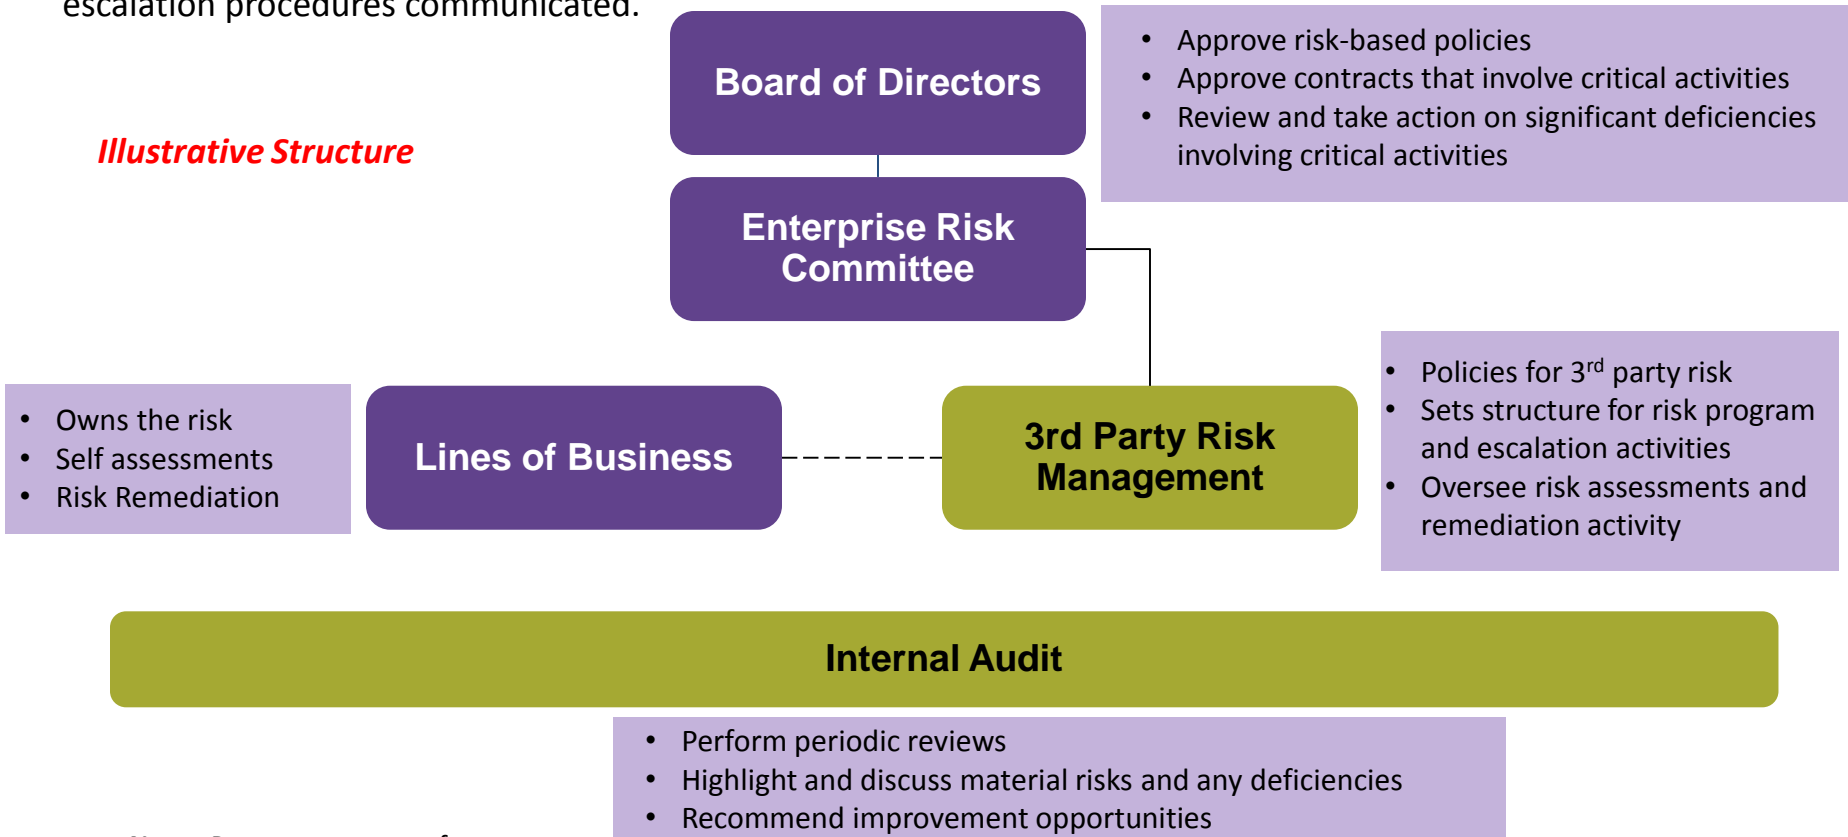 escalation procedures communicated.
Illustrative Structure
Board of Directors
• Approve risk-based policies
• Approve contracts that involve critical activities
• Review and take action on significant deficiencies
involving critical activities
Enterprise Risk
Committee
• Owns the risk
• Self assessments
• Risk Remediation
Lines of Business
3rd Party Risk
Management
• Policies for 3rd party risk
• Sets structure for risk program
and escalation activities
• Oversee risk assessments and
remediation activity
Internal Audit
• Perform periodic reviews
• Highlight and discuss material risks and any deficiencies
• Recommend improvement opportunities